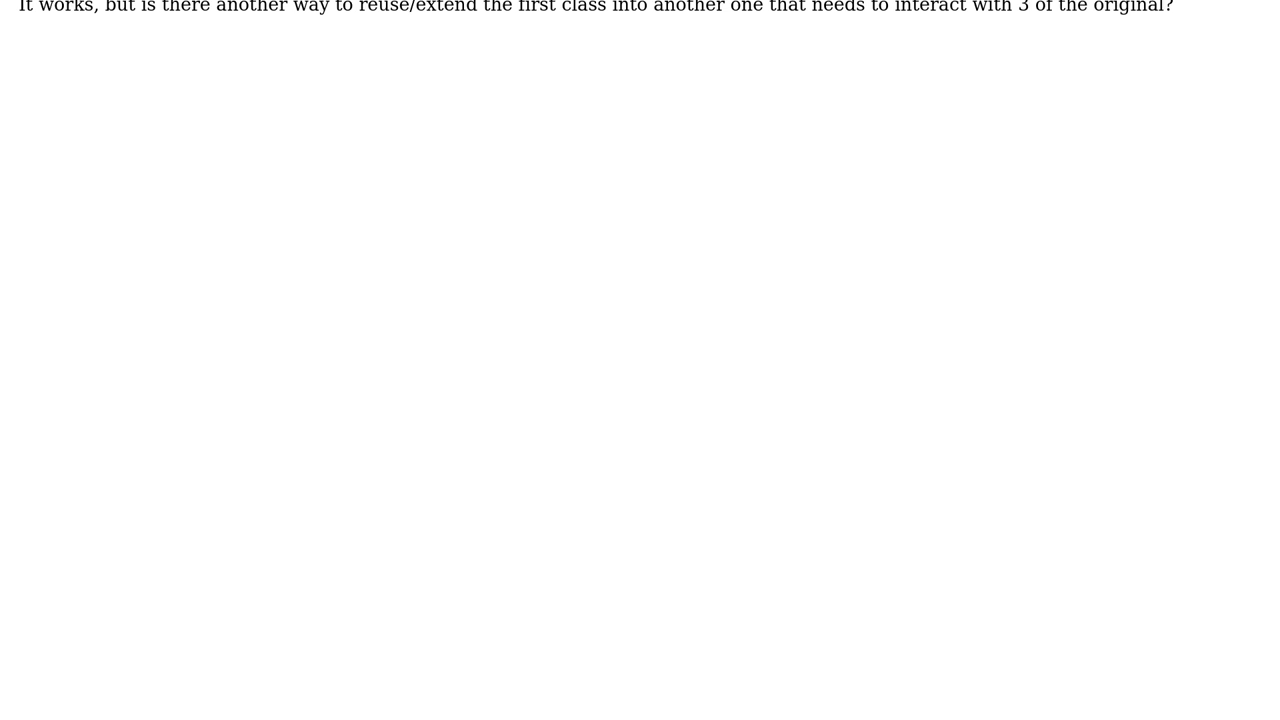 It works, but is there another way to reuse/extend the first class into another one that needs to interact with 3 of the original?